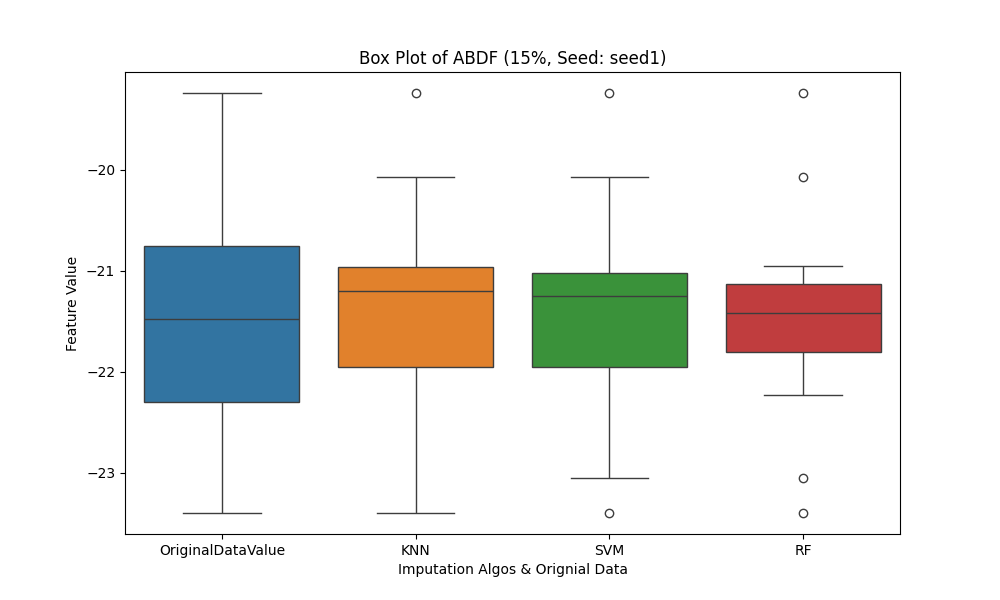 Box Plot of ABDF (15%, Seed: seed1)
Feature Value
−20
−21
−22
−23
OriginalDataValue
KNN
SVM
RF
Imputation Algos & Orignial Data